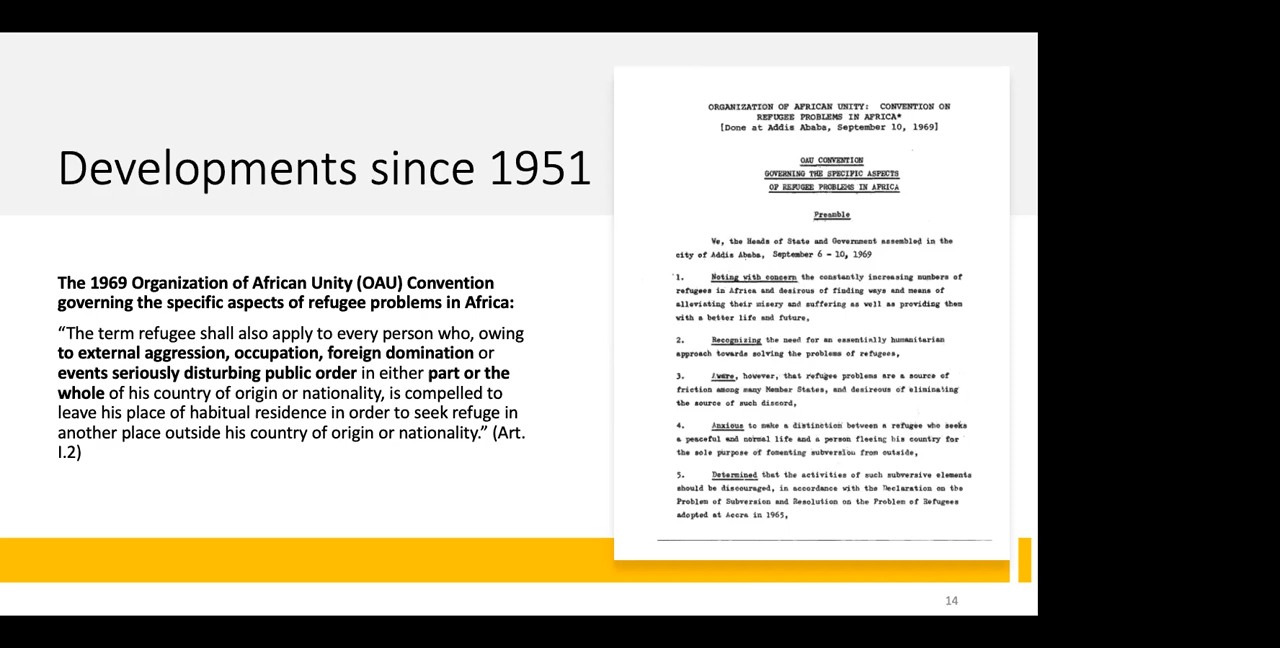 Developments since 1951
The 1969 Organization of African Unity (OAU) Convention
governing the specific aspects of refugee problems in Africa:
“The term refugee shall also apply to every person who, owing
to external aggression, occupation, foreign domination or
events seriously disturbing public order in either part or the
whole of his country of origin or nationality, is compelled to
leave his place of habitual residence in order to seek refuge in
another place outside his country of origin or nationality.” (Art.
I.2)
ORGANIZATION OF AFRICAN UNITY: CONVENTION ON
REFUGEE PROBLEMS IN AFRICA*
[Done at Addis Ababa, September 10, 1969]
OAU CONVENTION
GOVERNING THE SPECIFIC ASPECTS
OF REFUGEE PROBLEMS IN AFRICA
Preamble
We, the Heads of State and Government assembled in the
city of Addis Ababa, September 6 - 10, 1969
1. Noting with concern the constantly increasing numbers of
refugees in Africa and desirous of finding ways and means of
alleviating their misery and suffering as well as providing them
with a better life and future,
2. Recognizing the need for an essentially humanitarian
approach towards solving the problems of refugees,
3. Aware, however, that refugee problems are a source of
friction among many Member States, and desireous of eliminating
the source of such discord,
4. Anxious to make a distinction between a refugee who seeks
a peaceful and normal life and a person fleeing his country for
the sole purpose of fomenting subversion from outside,
5. Determined that the activities of such subversive elements
should be discouraged, in accordance with the Declaration on the
Problem of Subversion and Resolution on the Problem of Refugees
adopted at Accra in 1965,
14